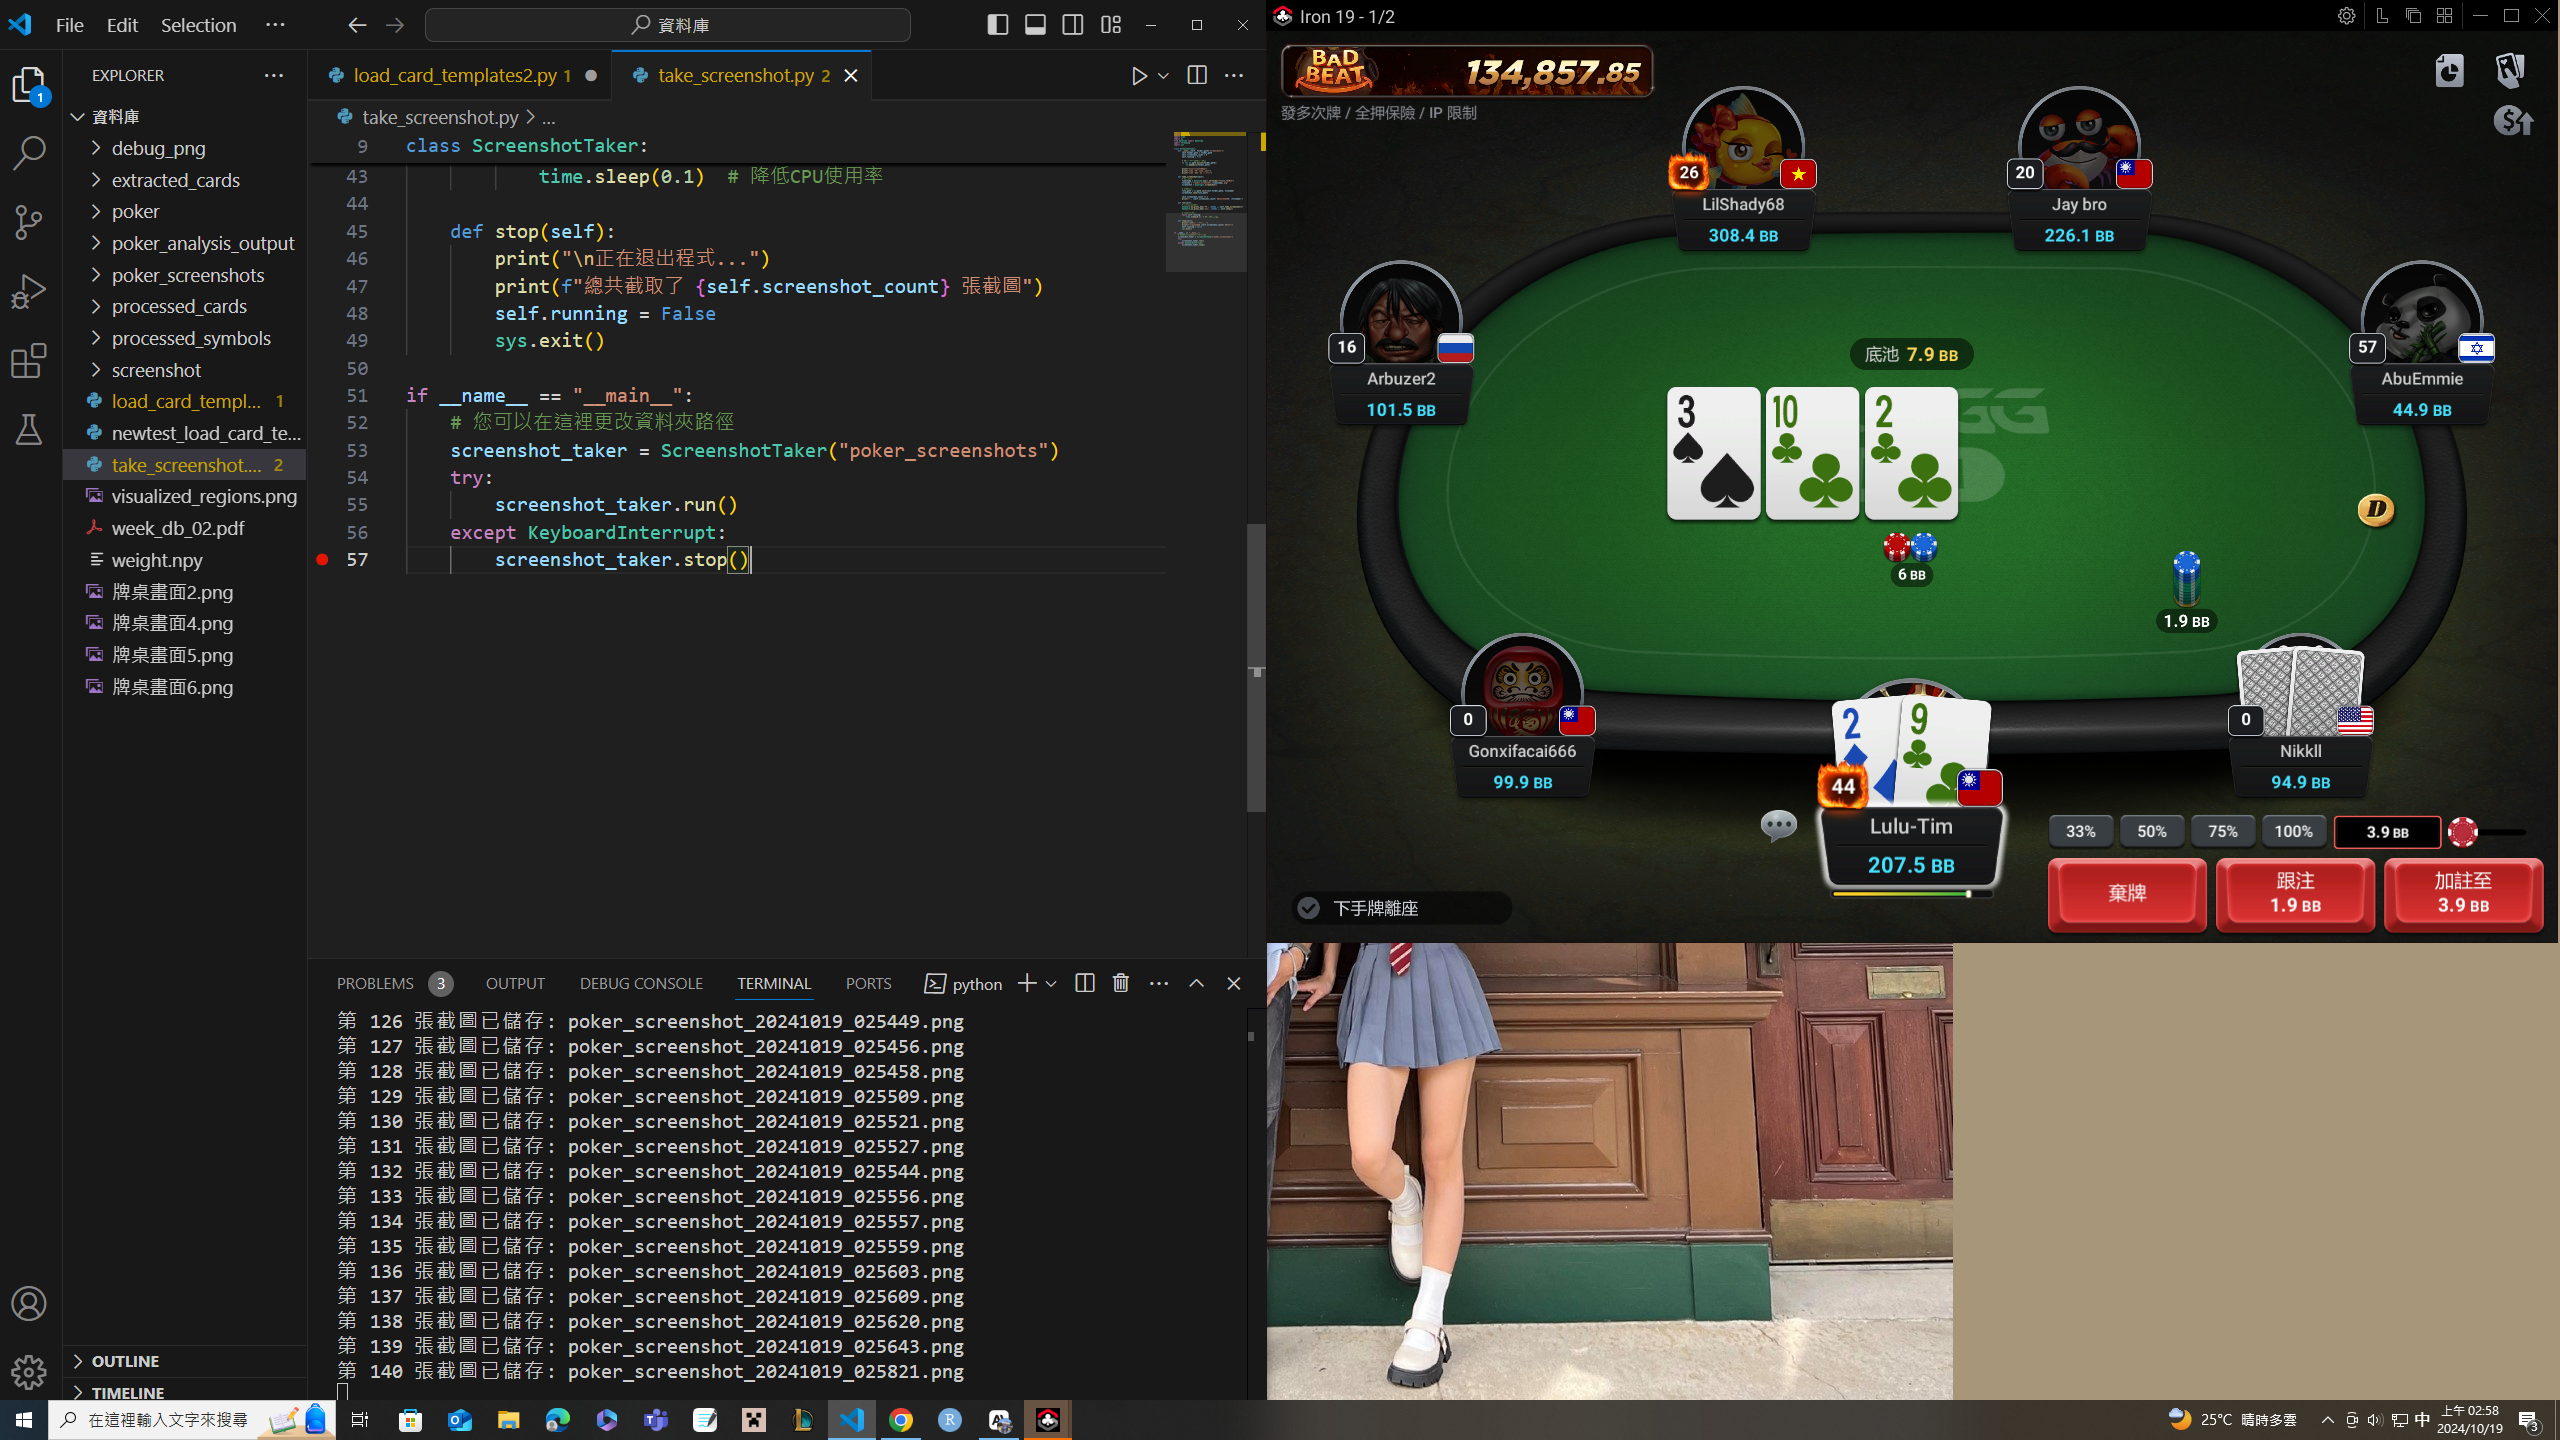 File Edit Selection ···
資料庫
EXPLORER
資料庫
debug_png
extracted_cards
poker
poker_analysis_output
poker_screenshots
processed_cards
processed_symbols
screenshot
load_card_templ... 1
newtest_load_card_te...
take_screenshot.... 2
visualized_regions.png
week_db_02.pdf
weight.npy
牌桌畫面2.png
牌桌畫面4.png
牌桌畫面5.png
牌桌畫面6.png
OUTLINE
TIMELINE
1
load_card_templates2.py 1
take_screenshot.py 2
take_screenshot.py > ...
9 class ScreenshotTaker:
43 time.sleep(0.1) # 降低CPU使用率
44
45 def stop(self):
46 print("\n正在退出程式...")
47 print(f"總共截取了 {self.screenshot_count} 張截圖")
48 self.running = False
49 sys.exit()
50
51 if __name__ == "__main__":
52 # 您可以在這裡更改資料夾路徑
53 screenshot_taker = ScreenshotTaker("poker_screenshots")
54 try:
55 screenshot_taker.run()
56 except KeyboardInterrupt:
57 screenshot_taker.stop()
PROBLEMS 3 OUTPUT DEBUG CONSOLE TERMINAL PORTS python
第 126 張截圖已儲存: poker_screenshot_20241019_025449.png
第 127 張截圖已儲存: poker_screenshot_20241019_025456.png
第 128 張截圖已儲存: poker_screenshot_20241019_025458.png
第 129 張截圖已儲存: poker_screenshot_20241019_025509.png
第 130 張截圖已儲存: poker_screenshot_20241019_025521.png
第 131 張截圖已儲存: poker_screenshot_20241019_025527.png
第 132 張截圖已儲存: poker_screenshot_20241019_025544.png
第 133 張截圖已儲存: poker_screenshot_20241019_025556.png
第 134 張截圖已儲存: poker_screenshot_20241019_025557.png
第 135 張截圖已儲存: poker_screenshot_20241019_025559.png
第 136 張截圖已儲存: poker_screenshot_20241019_025603.png
第 137 張截圖已儲存: poker_screenshot_20241019_025609.png
第 138 張截圖已儲存: poker_screenshot_20241019_025620.png
第 139 張截圖已儲存: poker_screenshot_20241019_025643.png
第 140 張截圖已儲存: poker_screenshot_20241019_025821.png
Iron 19 - 1/2
BAD BEAT 134,857.85
發多次牌 / 全押保險 / IP 限制
26
LilShady68
308.4 BB
20
Jay bro
226.1 BB
16
Arbuzer2
101.5 BB
57
AbuEmmie
44.9 BB
底池 7.9 BB
3 10 2
D
6 BB
1.9 BB
0
Gonxifacai666
99.9 BB
2 9
44
Lulu-Tim
207.5 BB
0
Nikkll
94.9 BB
33% 50% 75% 100% 3.9 BB
棄牌
跟注
1.9 BB
加註至
3.9 BB
下手牌離座
在這裡輸入文字來搜尋
25°C 晴時多雲
中
上午 02:58
2024/10/19
3